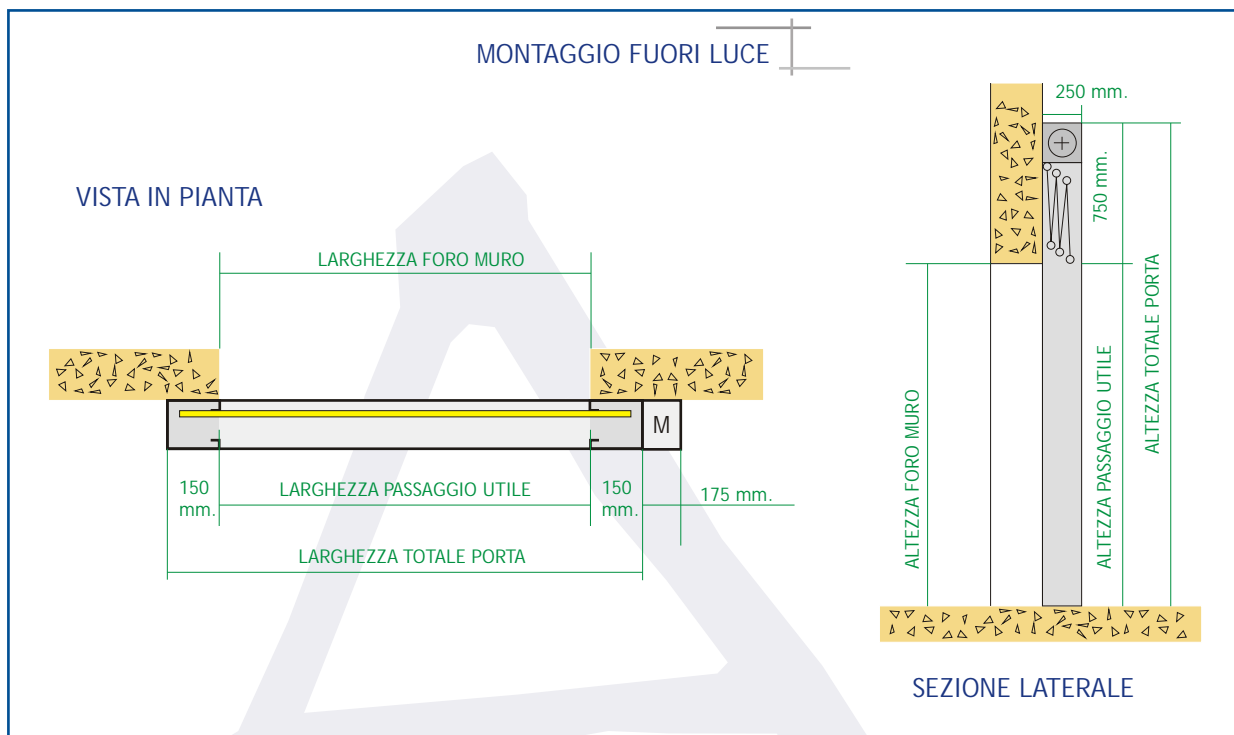 MONTAGGIO FUORI LUCE
VISTA IN PIANTA
LARGHEZZA FORO MURO
M
150
mm.
LARGHEZZA PASSAGGIO UTILE
150
mm.
175 mm.
LARGHEZZA TOTALE PORTA
250 mm.
750 mm.
ALTEZZA FORO MURO
ALTEZZA PASSAGGIO UTILE
ALTEZZA TOTALE PORTA
SEZIONE LATERALE